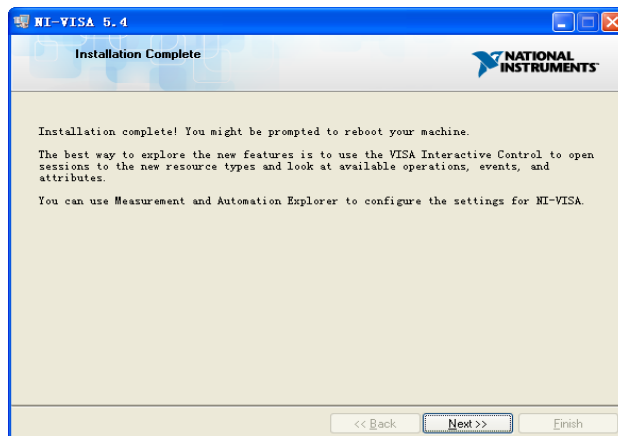 NI-VISA 5.4
Installation Complete
NATIONAL
INSTRUMENTS
Installation complete! You might be prompted to reboot your machine.
The best way to explore the new features is to use the VISA Interactive Control to open
sessions to the new resource types and look at available operations, events, and
attributes.
You can use Measurement and Automation Explorer to configure the settings for NI-VISA.
<< Back
Next >>
Finish